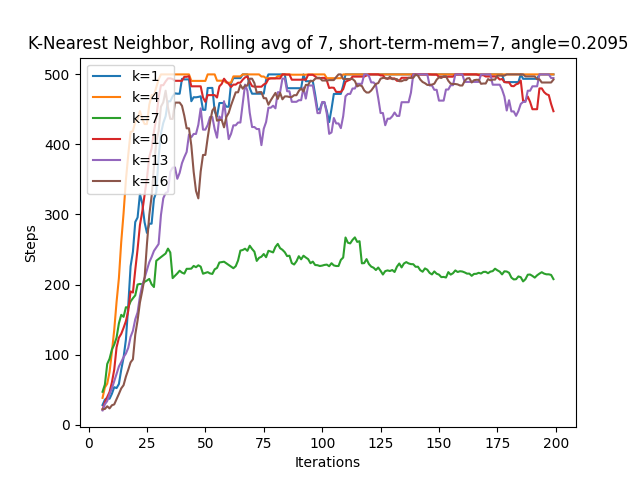 K-Nearest Neighbor, Rolling avg of 7, short-term-mem=7, angle=0.2095
500
400
300
200
100
0
Steps
k=1
k=4
k=7
k=10
k=13
k=16
0 25 50 75 100 125 150 175 200
Iterations